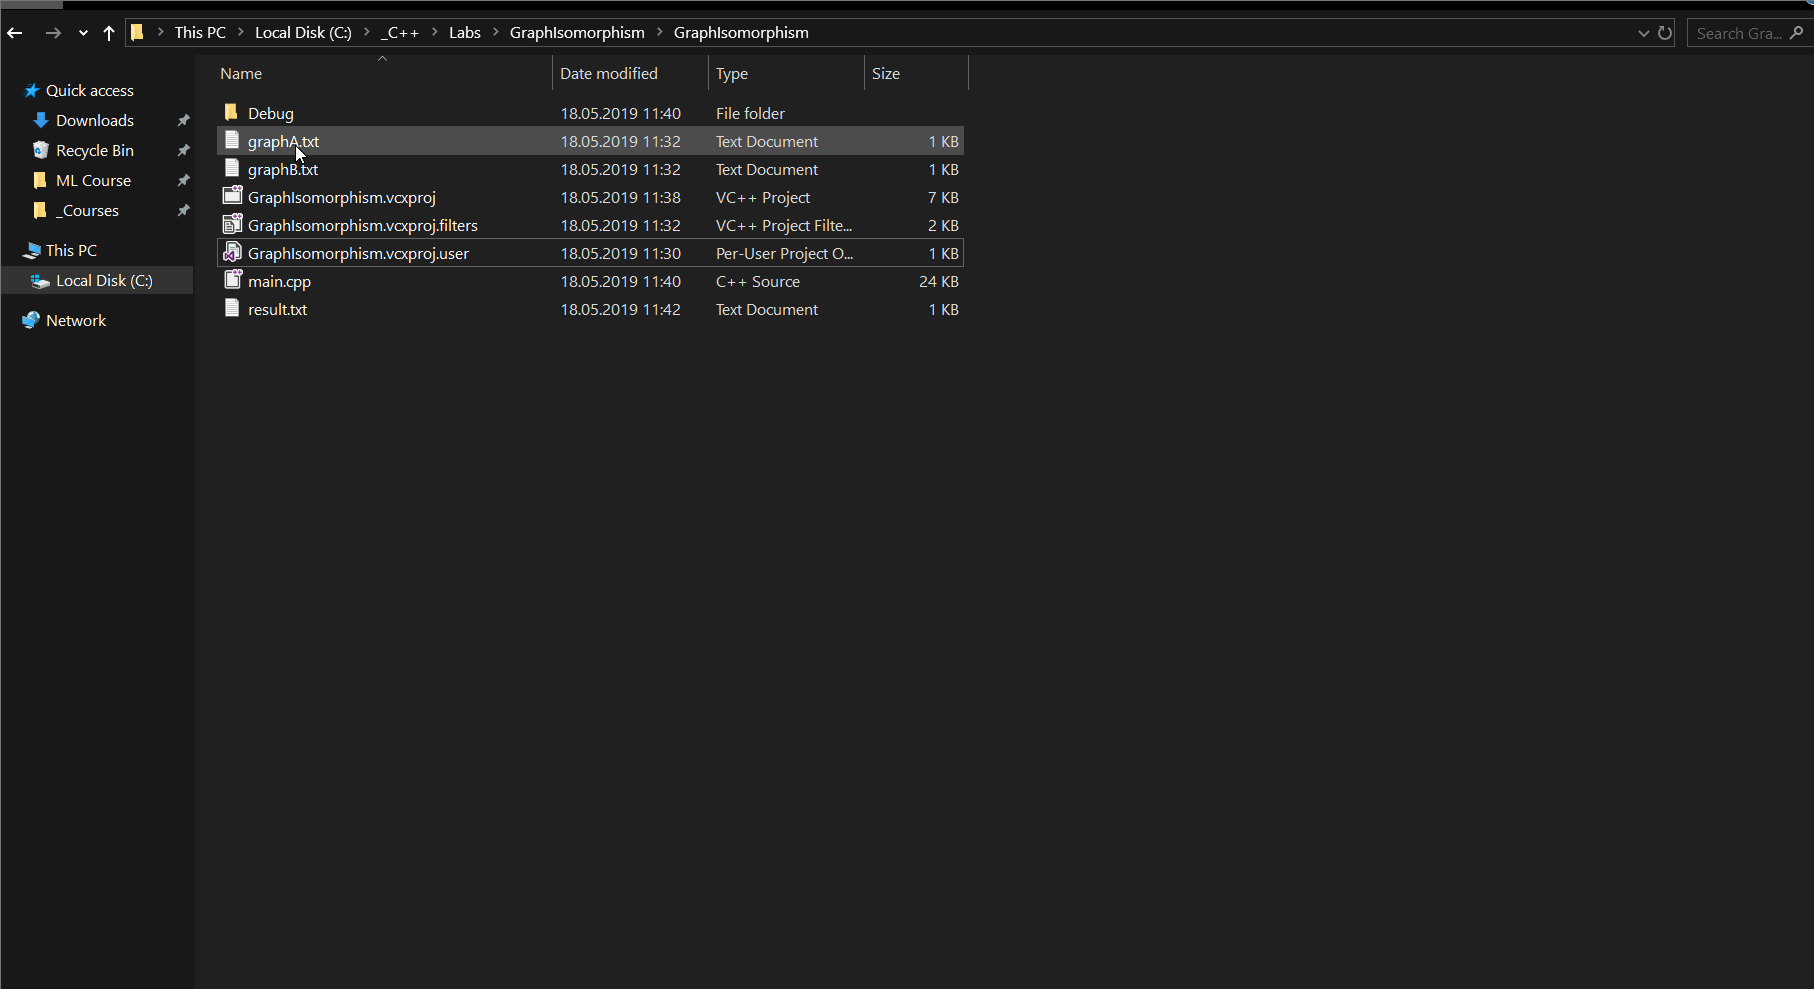 This PC Local Disk (C:) _C++ Labs GraphIsomorphism GraphIsomorphism Search Gra...
Quick access
Downloads
Recycle Bin
ML Course
_Courses
This PC
Local Disk (C:)
Network
Name Date modified Type Size
Debug 18.05.2019 11:40 File folder
graphA.txt 18.05.2019 11:32 Text Document 1 KB
graphB.txt 18.05.2019 11:32 Text Document 1 KB
GraphIsomorphism.vcxproj 18.05.2019 11:38 VC++ Project 7 KB
GraphIsomorphism.vcxproj.filters 18.05.2019 11:32 VC++ Project Filte... 2 KB
GraphIsomorphism.vcxproj.user 18.05.2019 11:30 Per-User Project O... 1 KB
main.cpp 18.05.2019 11:40 C++ Source 24 KB
result.txt 18.05.2019 11:42 Text Document 1 KB